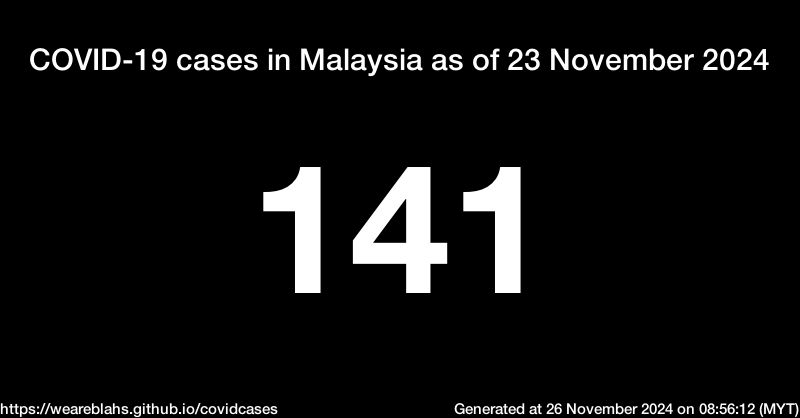 COVID-19 cases in Malaysia as of 23 November 2024
141
https://weareblahs.github.io/covidcases
Generated at 26 November 2024 on 08:56:12 (MYT)